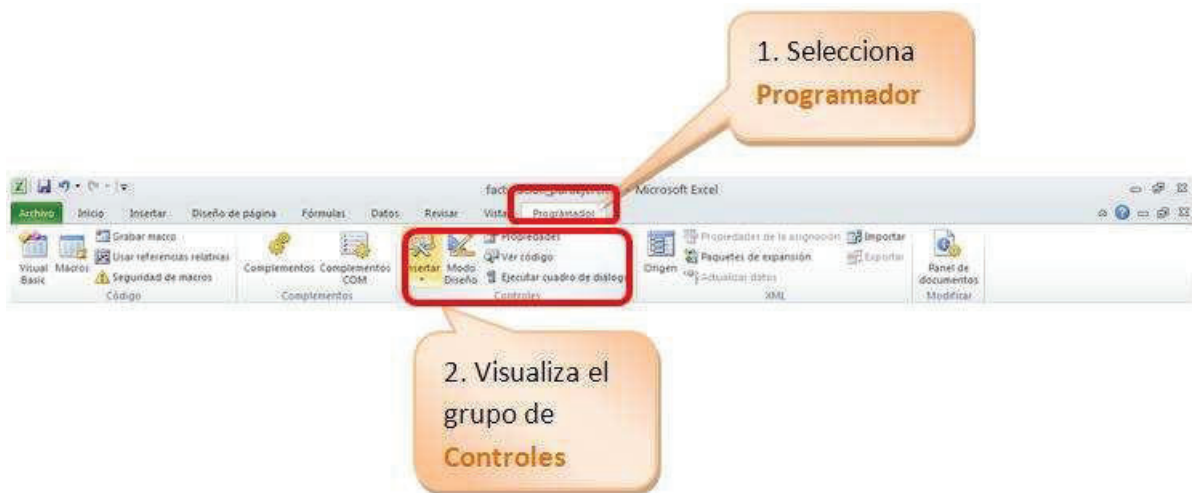 1. Selecciona
Programador
Microsoft Excel
Archivo Inicio Insertar Diseño de página Fórmulas Datos Revisar Vista Programador
Visual Basic
Macros
Grabar macro
Usar referencias relativas
Seguridad de macros
Código
Complementos
Complementos COM
Complementos
Insertar
Modo Diseño
Propiedades
Ver código
Ejecutar cuadro de diálogo
Controles
Origen
Propiedades de la asignación
Paquetes de expansión
Actualizar datos
Importar
Exportar
XML
Panel de documentos
Modificar
2. Visualiza el
grupo de
Controles